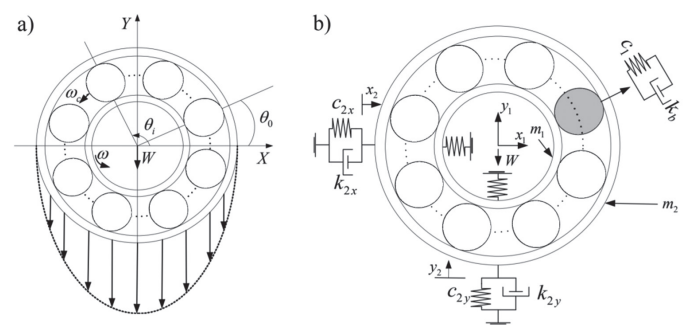 a)
Y
ω_c
θ_i
θ_0
ω
W
X
b)
c_1
k_b
x_2
c_{2x}
y_1
x_1
m_1
W
k_{2x}
m_2
y_2
c_{2y}
k_{2y}